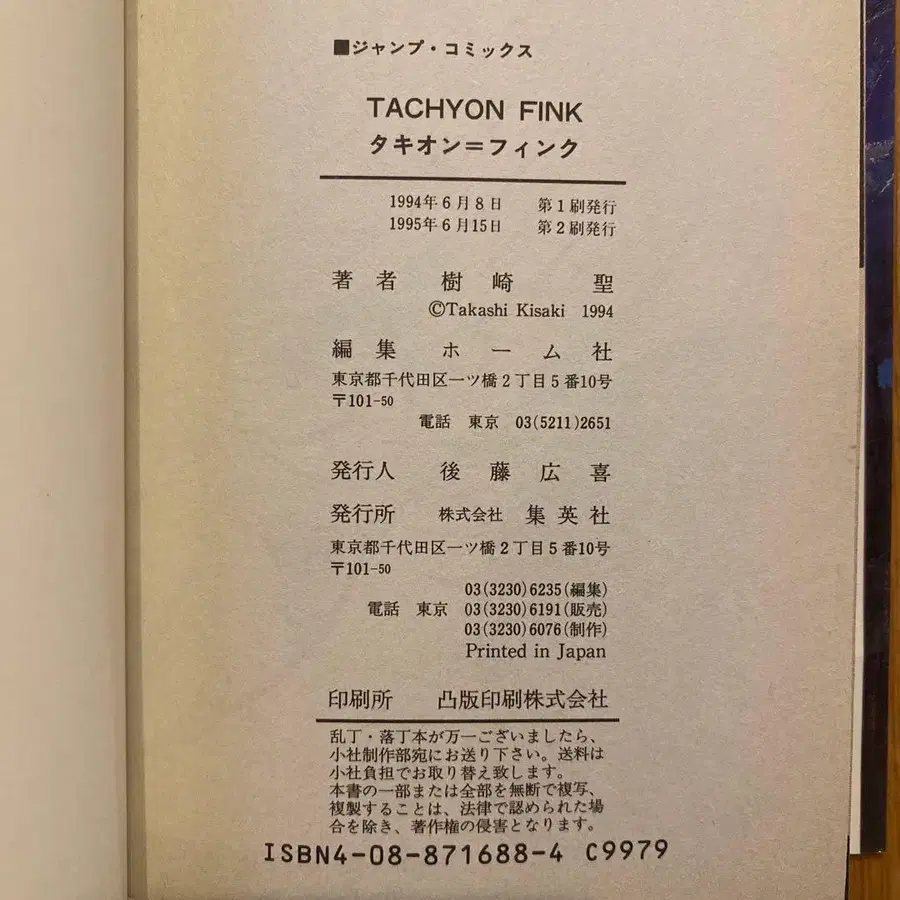 ■ジャンプ・コミックス
TACHYON FINK
タキオン=フィンク
1994年6月8日　第1刷発行
1995年6月15日　第2刷発行
著者　樹崎　聖
©Takashi Kisaki 1994
編集　ホーム社
東京都千代田区一ツ橋2丁目5番10号
〒101-50
電話　東京　03(5211)2651
発行人　後藤広喜
発行所　株式会社　集英社
東京都千代田区一ツ橋2丁目5番10号
〒101-50
03(3230)6235(編集)
電話　東京　03(3230)6191(販売)
03(3230)6076(制作)
Printed in Japan
印刷所　凸版印刷株式会社
乱丁・落丁本が万一ございましたら、
小社制作部宛にお送り下さい。送料は
小社負担でお取り替え致します。
本書の一部または全部を無断で複写、
複製することは、法律で認められた場
合を除き、著作権の侵害となります。
ISBN4-08-871688-4 C9979